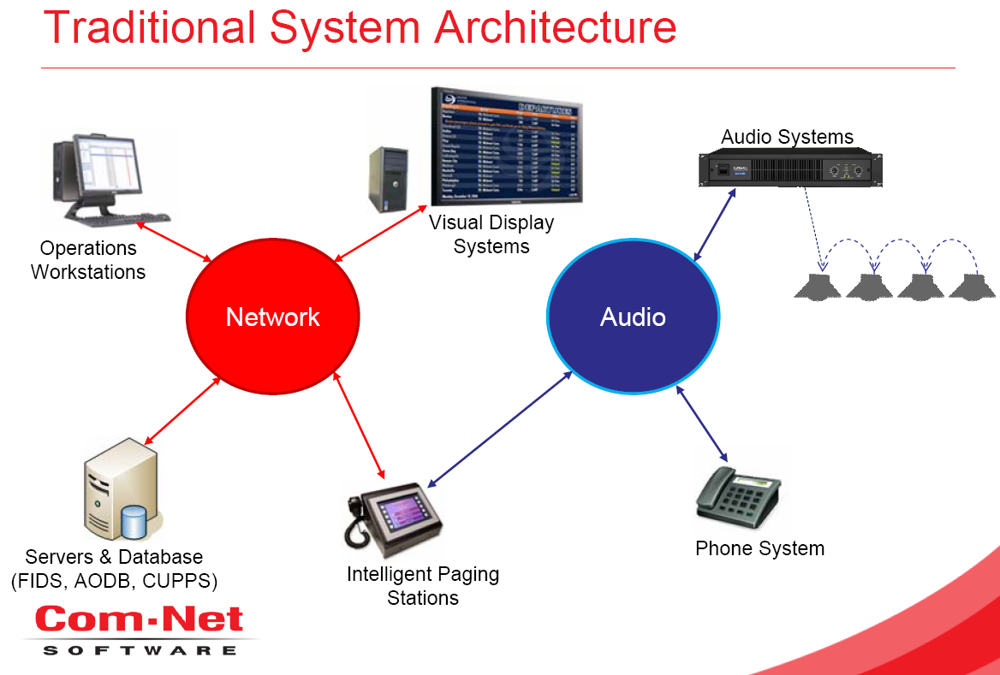 Traditional System Architecture
DEPARTURES
Audio Systems
Visual Display
Systems
Operations
Workstations
Network
Audio
Servers & Database
(FIDS, AODB, CUPPS)
Intelligent Paging
Stations
Phone System
Com-Net
SOFTWARE